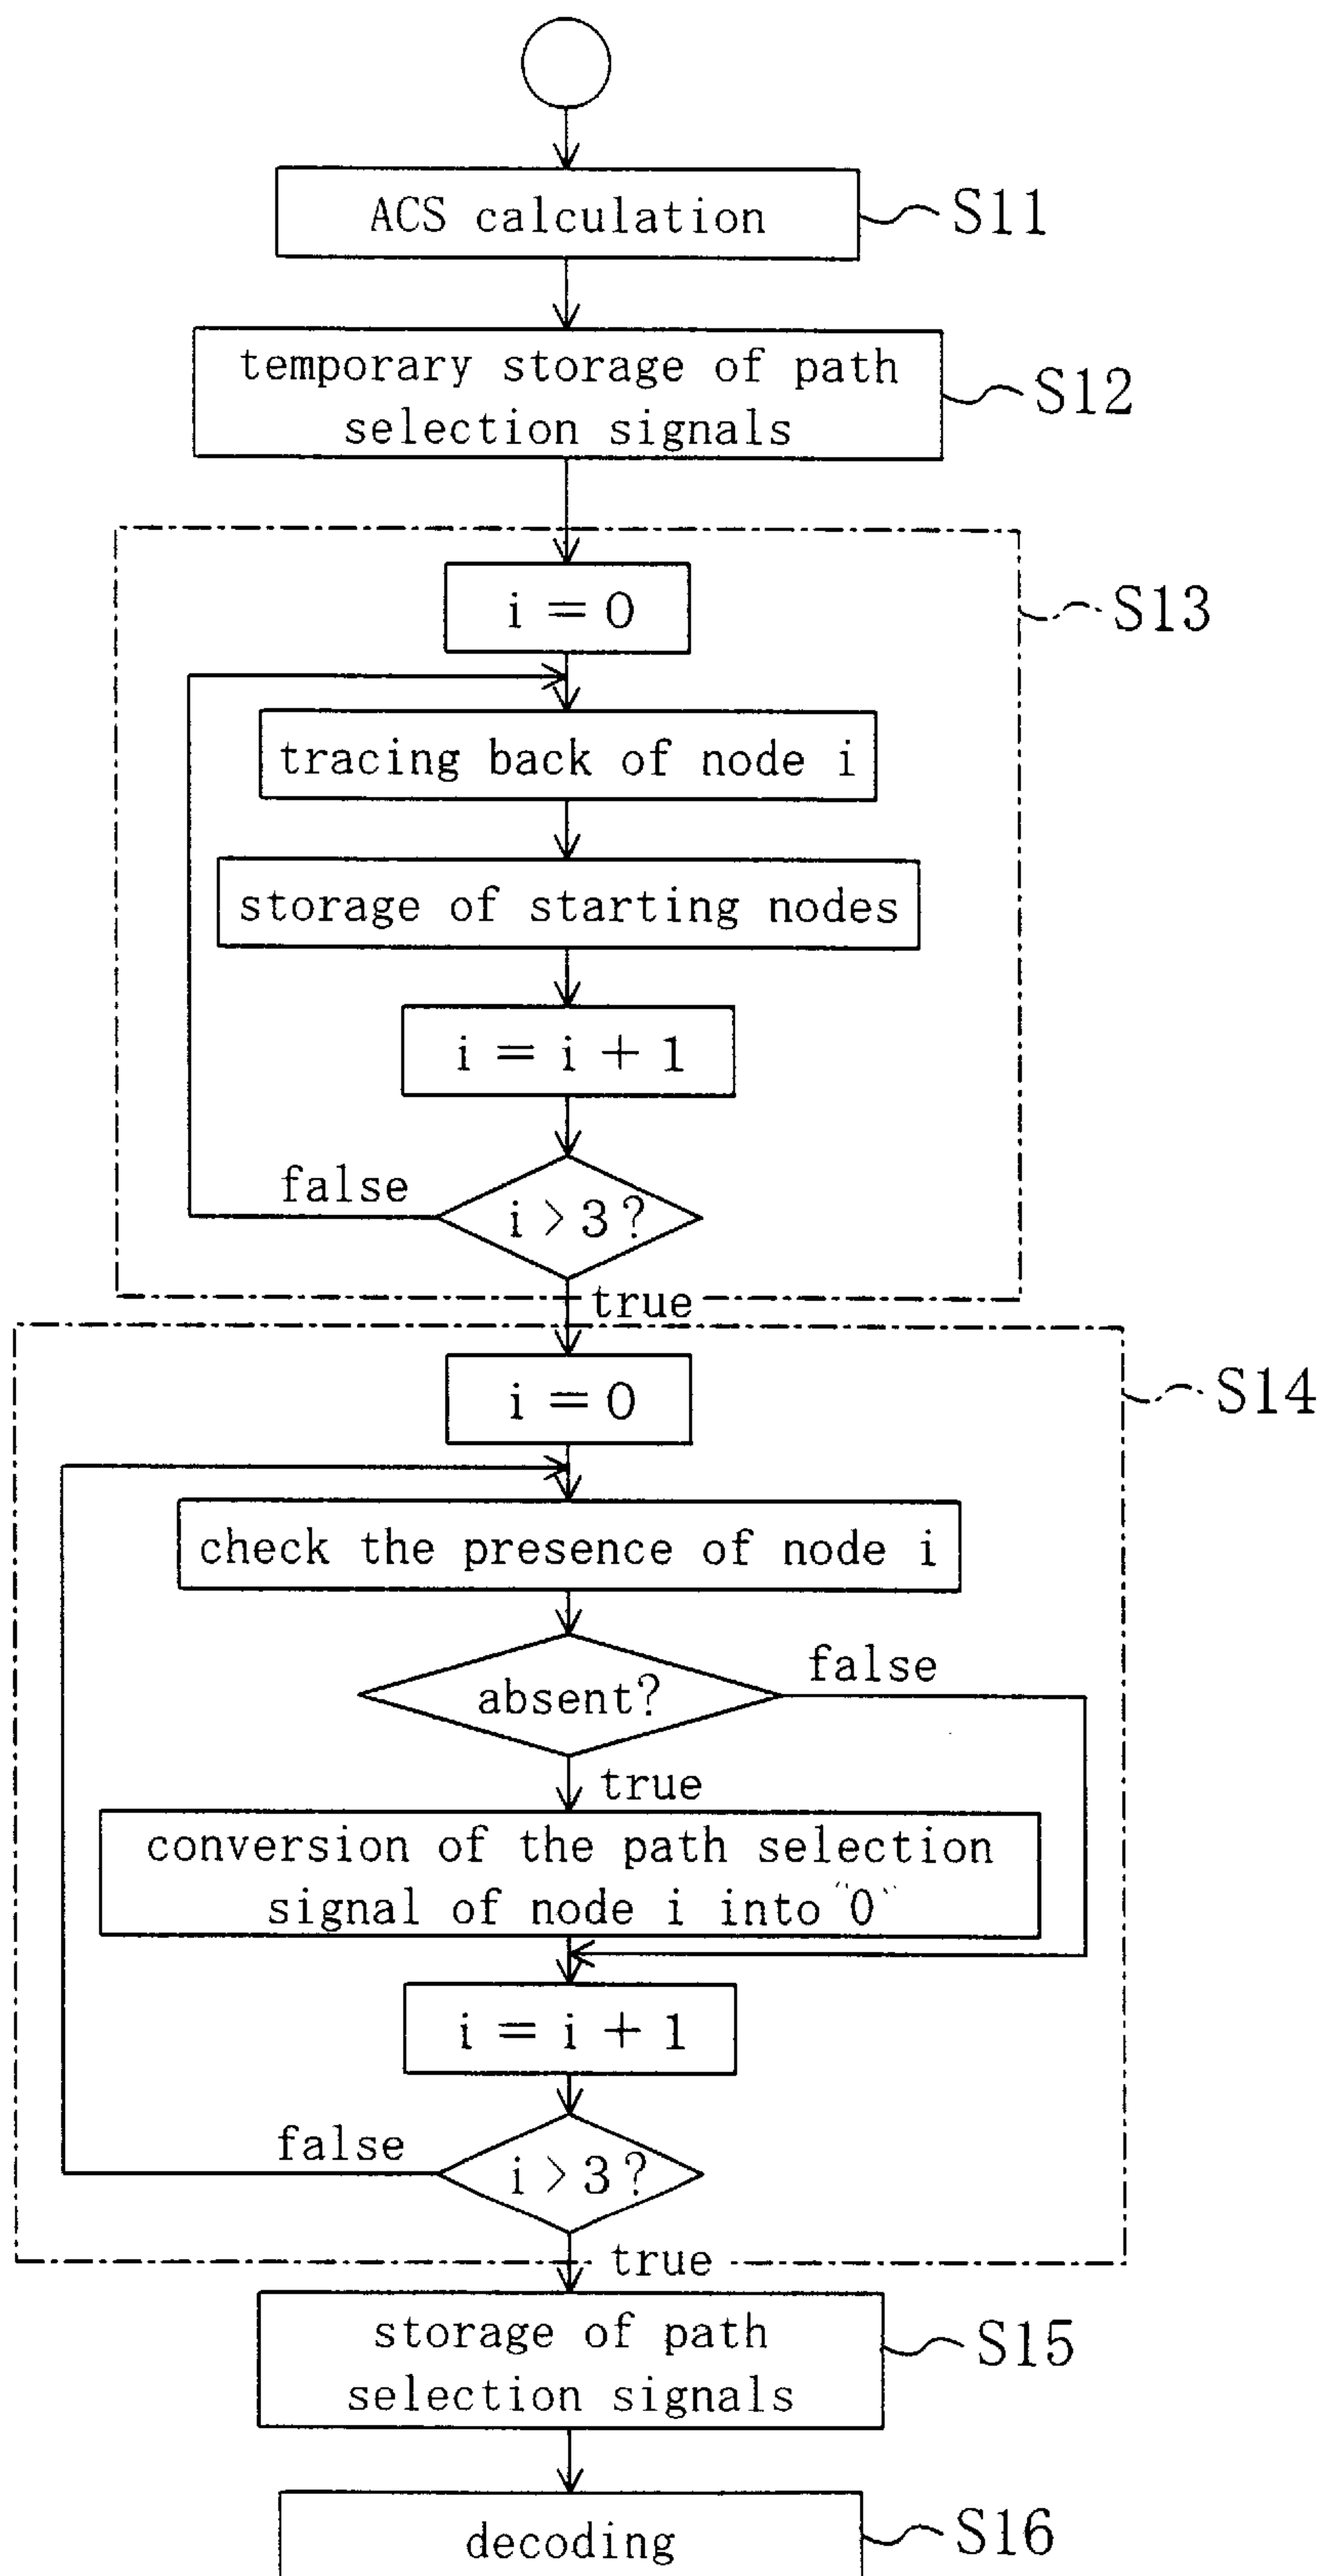 ACS calculation
S11
temporary storage of path
selection signals
S12
i = 0
S13
tracing back of node i
storage of starting nodes
i = i + 1
false
i > 3 ?
true
i = 0
S14
check the presence of node i
absent?
false
true
conversion of the path selection
signal of node i into "0"
i = i + 1
false
i > 3 ?
true
storage of path
selection signals
S15
decoding
S16